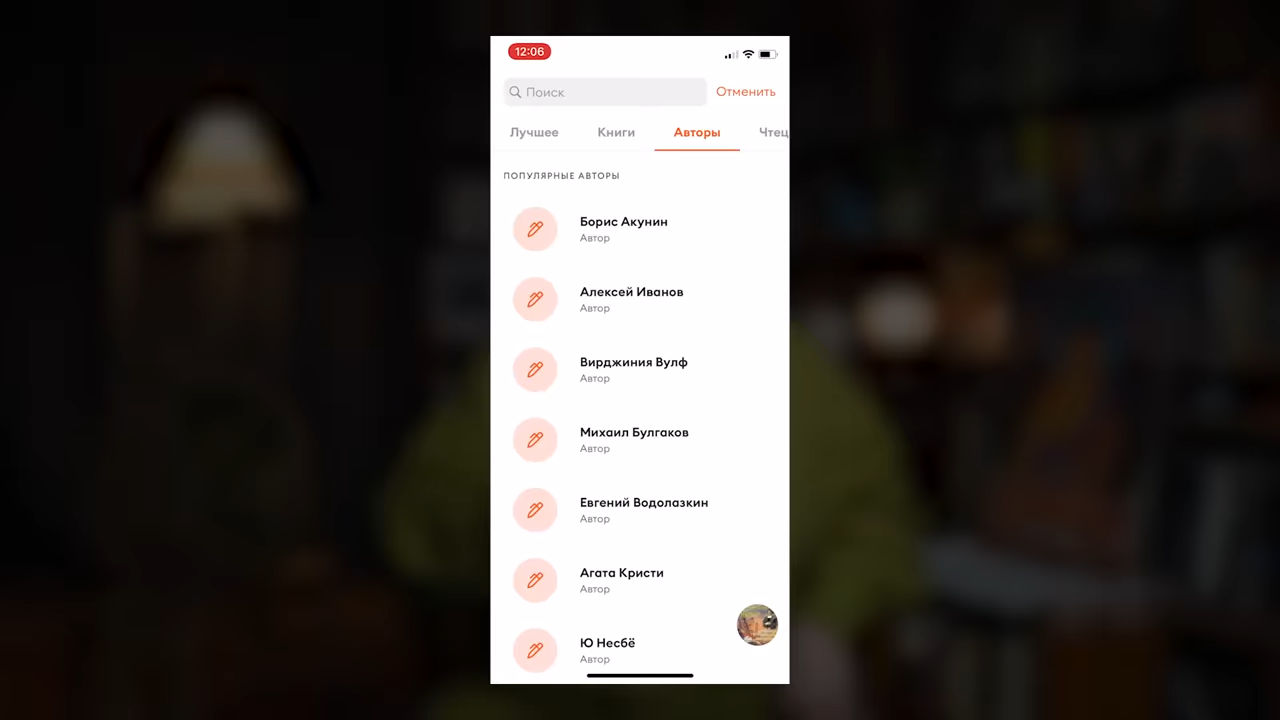 12:06
Поиск
Отменить
Лучшее Книги Авторы Чтец
ПОПУЛЯРНЫЕ АВТОРЫ
Борис Акунин
Автор
Алексей Иванов
Автор
Вирджиния Вулф
Автор
Михаил Булгаков
Автор
Евгений Водолазкин
Автор
Агата Кристи
Автор
Ю Несбё
Автор